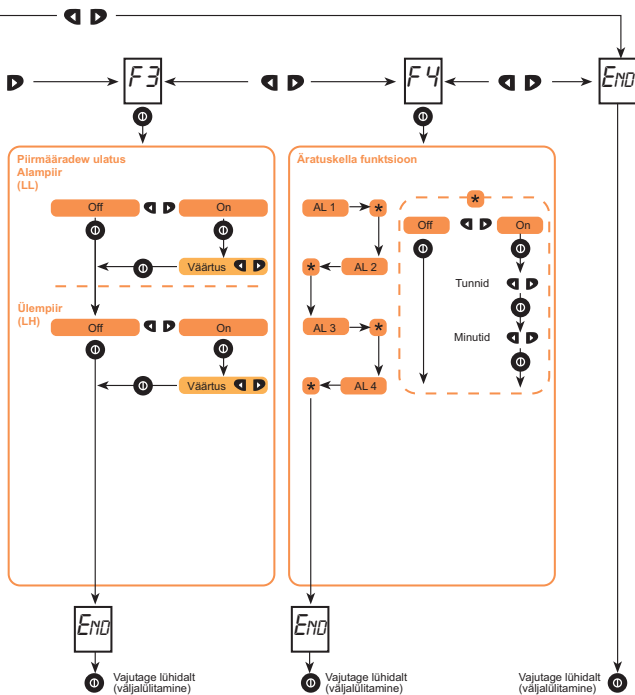 F3
F4
END
Piirmääradew ulatus
Alampiir
(LL)
Off
On
Väärtus
Ülempiir
(LH)
Off
On
Väärtus
Äratuskella funktsioon
AL 1
*
* AL 2
AL 3 *
* AL 4
*
Off
On
Tunnid
Minutid
END
END
Vajutage lühidalt
(väljalülitamine)
Vajutage lühidalt
(väljalülitamine)
Vajutage lühidalt
(väljalülitamine)